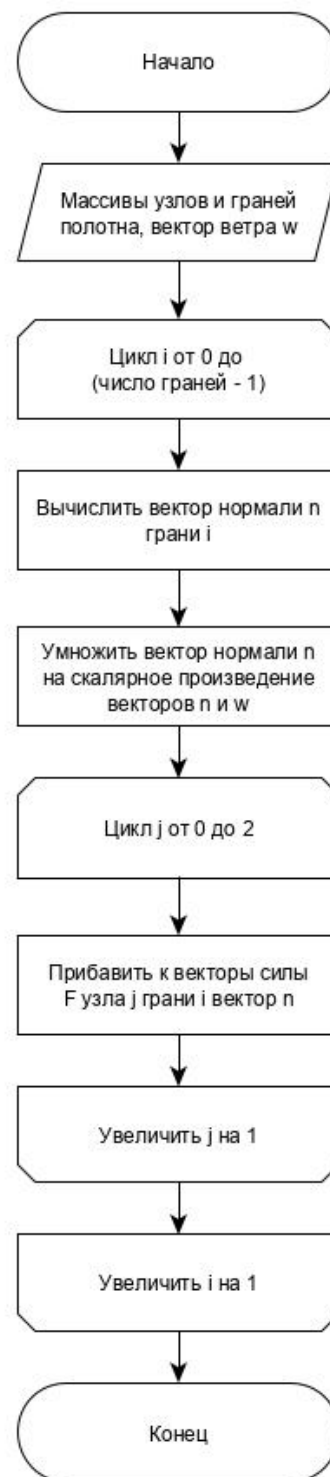 Начало
Массивы узлов и граней
полотна, вектор ветра w
Цикл i от 0 до
(число граней - 1)
Вычислить вектор нормали n
грани i
Умножить вектор нормали n
на скалярное произведение
векторов n и w
Цикл j от 0 до 2
Прибавить к векторы силы
F узла j грани i вектор n
Увеличить j на 1
Увеличить i на 1
Конец